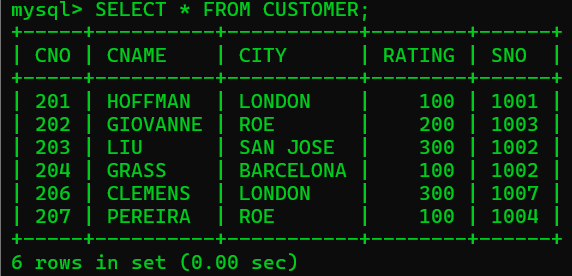 mysql> SELECT * FROM CUSTOMER;
+-----+----------+-----------+--------+------+
| CNO | CNAME    | CITY      | RATING | SNO  |
+-----+----------+-----------+--------+------+
| 201 | HOFFMAN  | LONDON    |    100 | 1001 |
| 202 | GIOVANNE | ROE       |    200 | 1003 |
| 203 | LIU      | SAN JOSE  |    300 | 1002 |
| 204 | GRASS    | BARCELONA |    100 | 1002 |
| 206 | CLEMENS  | LONDON    |    300 | 1007 |
| 207 | PEREIRA  | ROE       |    100 | 1004 |
+-----+----------+-----------+--------+------+
6 rows in set (0.00 sec)